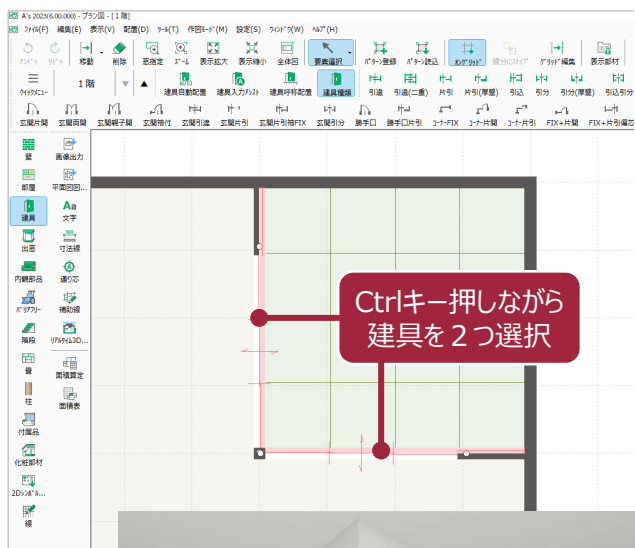 A's 2023(6.00.000) - プラン図 - [1階]
ファイル(F) 編集(E) 表示(V) 配置(D) ツール(T) 作図モード(M) 設定(S) ウィンドウ(W) ヘルプ(H)
アンドゥ リドゥ 移動 削除 窓指定 ズーム 表示拡大 表示縮小 全体図 要素選択 パターン登録 パターン読込 オングリッド 線分にスナップ グリッド編集 表示部材
クイックメニュー 1階 ▼ ▲ 建具自動配置 建具入力アシスト 建具呼称配置 建具種類 引違 引違(二重) 片引 片引(厚壁) 引込 引分 引分(厚壁) 引込引分
玄関片開 玄関両開 玄関親子開 玄関袖付 玄関引違 玄関片引 玄関片引袖FIX 玄関引分 勝手口 勝手口片引 コーナーFIX コーナー片開 コーナー片引 FIX+片開 FIX+片引偏芯
壁 画像出力
部屋 平面図図...
建具 文字
出窓 寸法線
内観部品 通り芯
バリアフリー 補助線
階段 リアルタイム3D...
畳 面積算定
柱 面積表
付属品
化粧部材
2Dシンボル...
線
Ctrlキー押しながら
建具を２つ選択